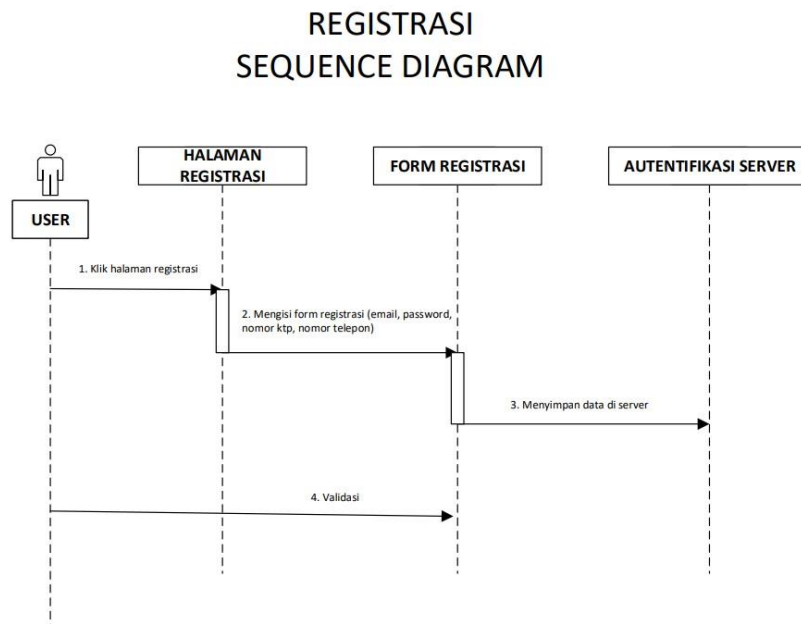 REGISTRASI
SEQUENCE DIAGRAM
HALAMAN
REGISTRASI
FORM REGISTRASI
AUTENTIFIKASI SERVER
USER
1. Klik halaman registrasi
2. Mengisi form registrasi (email, password,
nomor ktp, nomor telepon)
3. Menyimpan data di server
4. Validasi